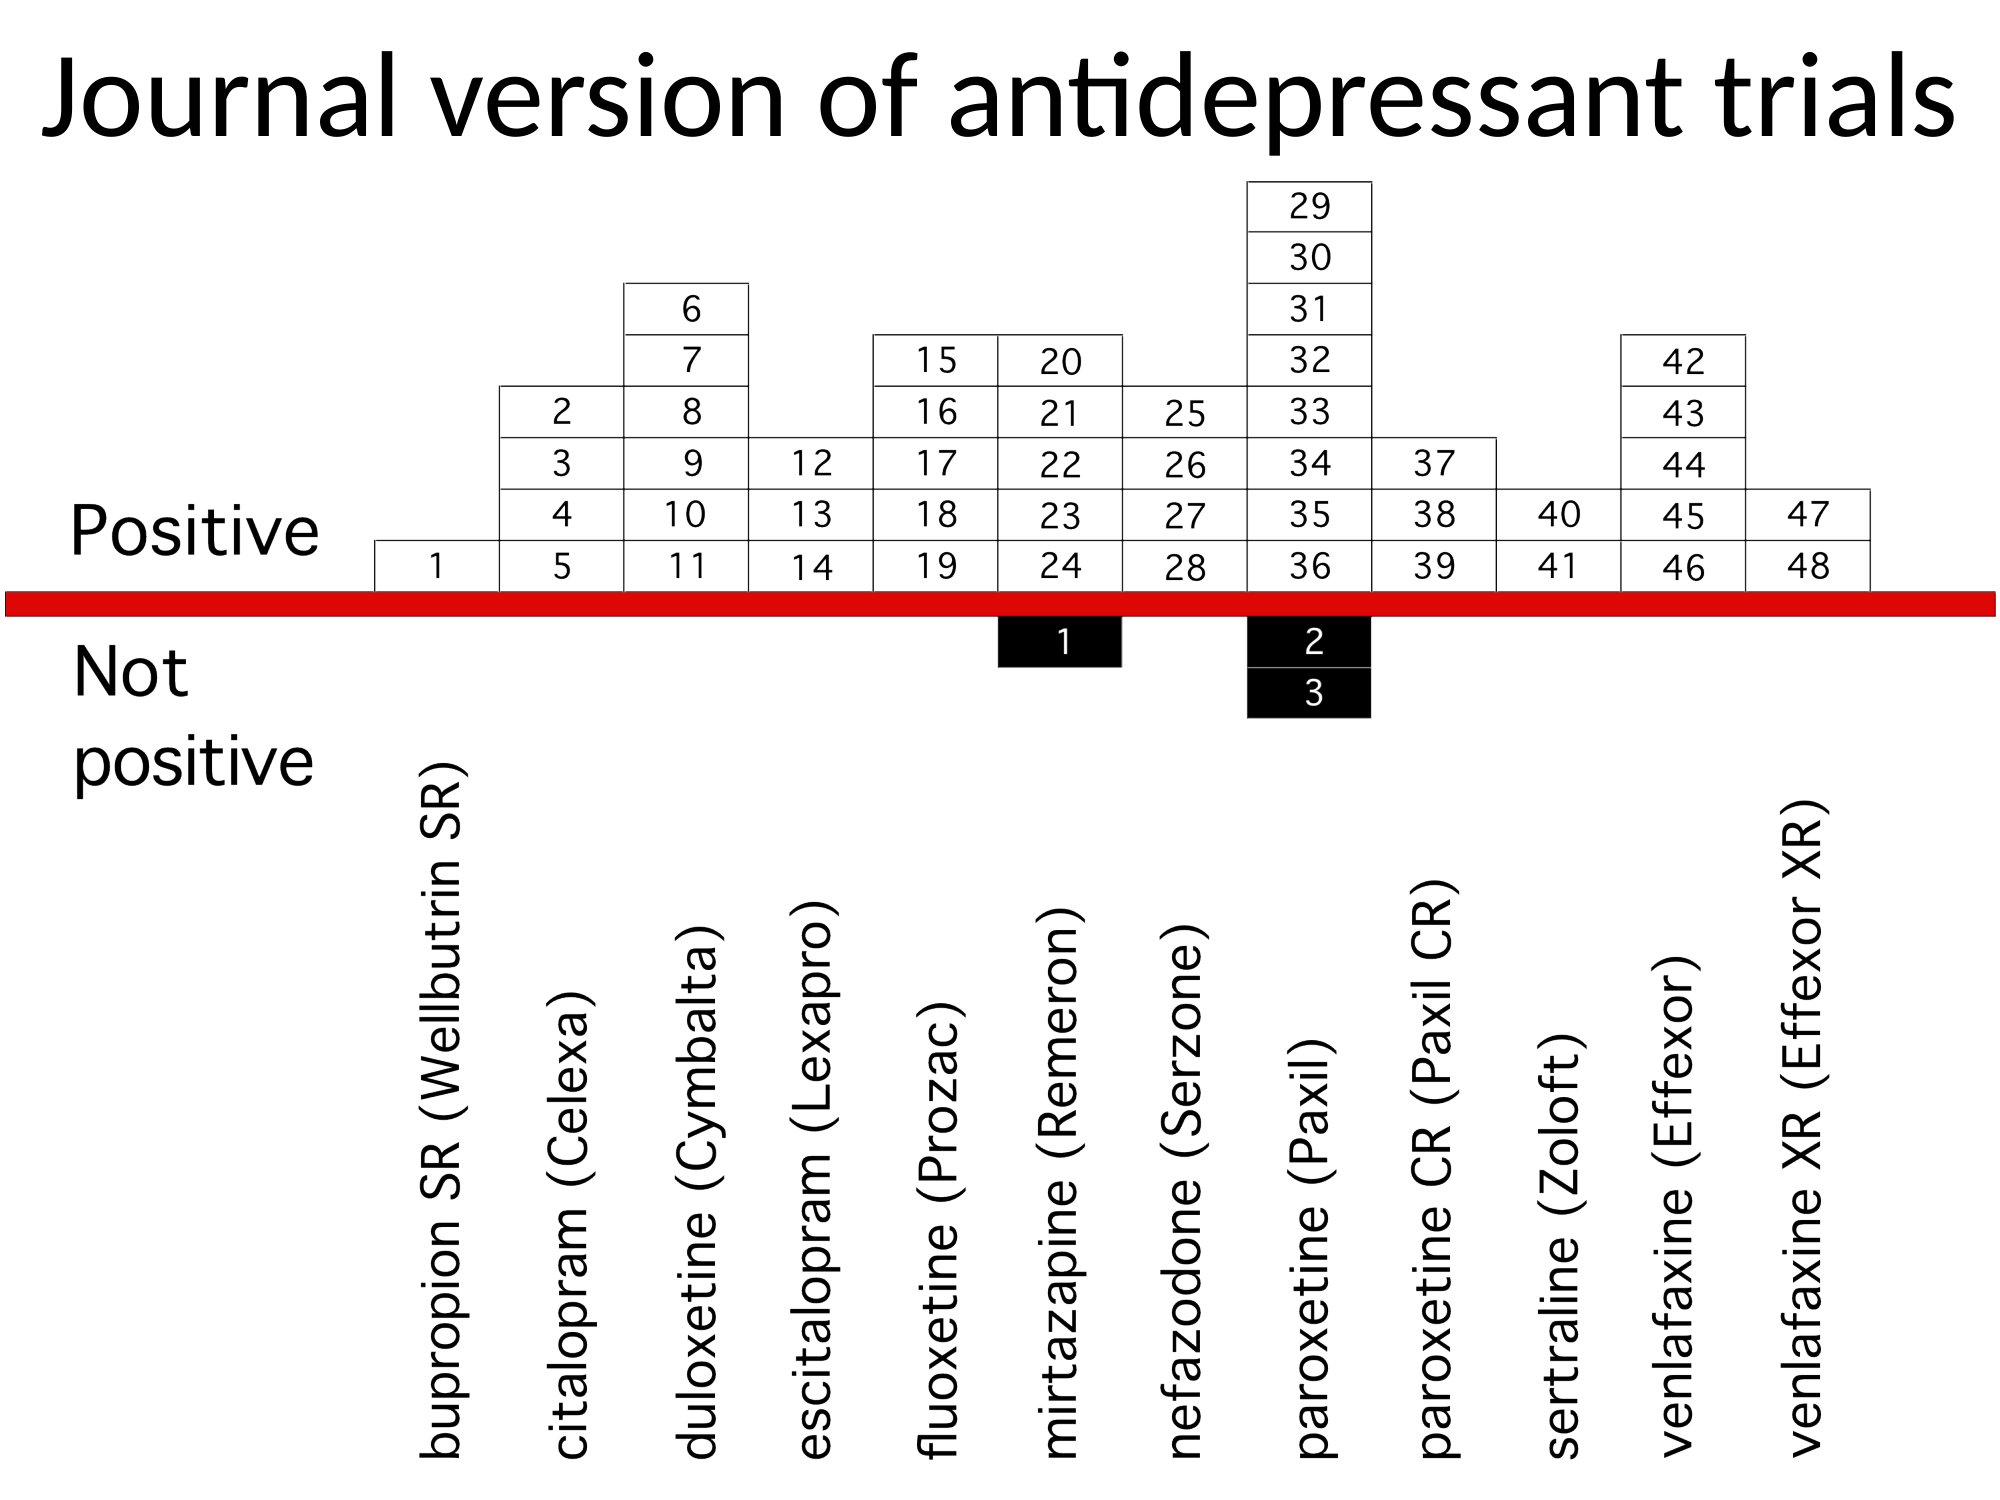 Journal version of antidepressant trials
29
30
6 31
7 15 20 32 42
2 8 16 21 25 33 43
3 9 12 17 22 26 34 37 44
Positive 4 10 13 18 23 27 35 38 40 45 47
1 5 11 14 19 24 28 36 39 41 46 48
Not 1 2
3
positive
bupropion SR (Wellbutrin SR)
citalopram (Celexa)
duloxetine (Cymbalta)
escitalopram (Lexapro)
fluoxetine (Prozac)
mirtazapine (Remeron)
nefazodone (Serzone)
paroxetine (Paxil)
paroxetine CR (Paxil CR)
sertraline (Zoloft)
venlafaxine (Effexor)
venlafaxine XR (Effexor XR)